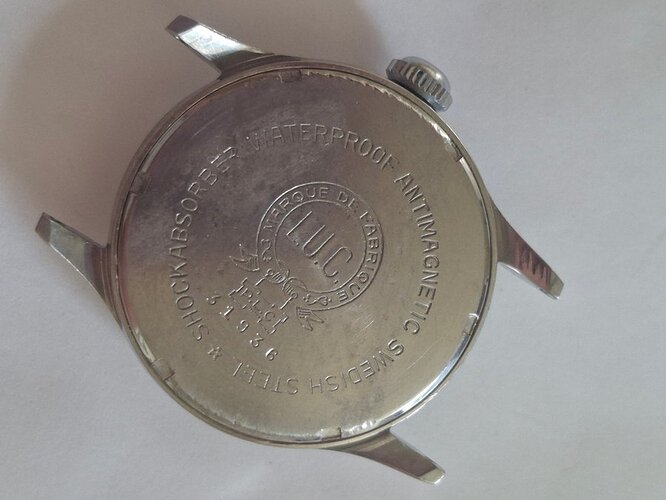 SHOCKABSORBER WATERPROOF ANTIMAGNETIC SWEDISH STEEL
MARQUE DE FABRIQUE
L.U.C.
51936